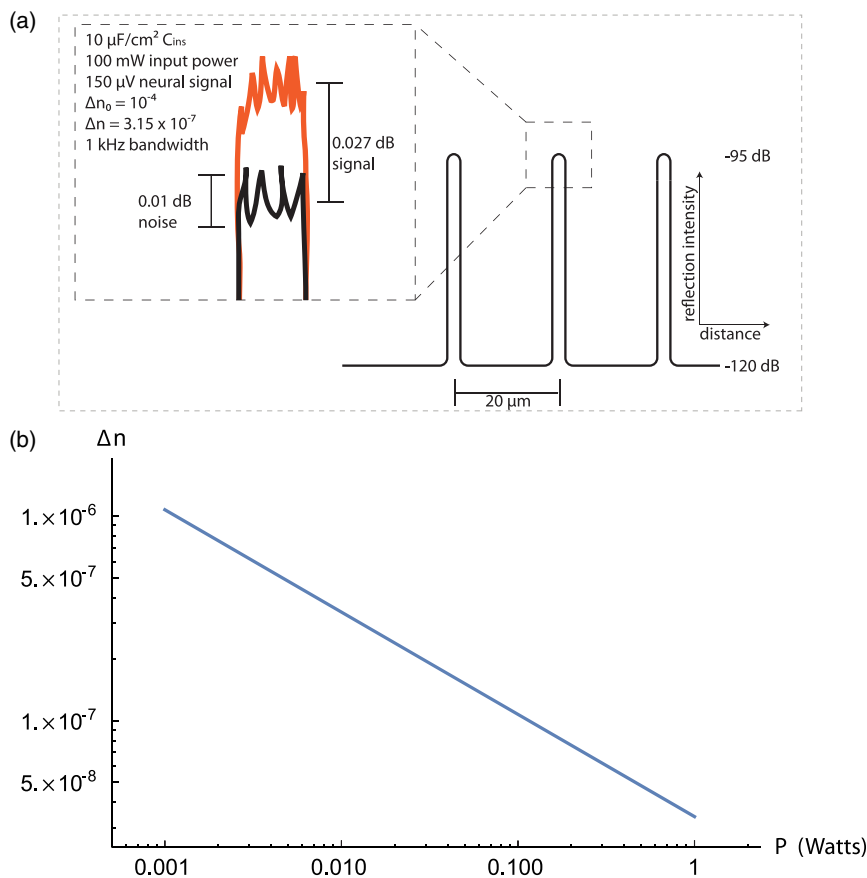 (a)
10 µF/cm² Cins
100 mW input power
150 µV neural signal
Δn₀ = 10⁻⁴
Δn = 3.15 x 10⁻⁷
1 kHz bandwidth
0.027 dB
signal
0.01 dB
noise
-95 dB
reflection intensity
distance
-120 dB
20 µm
(b)
Δn
1.×10⁻⁶
5.×10⁻⁷
1.×10⁻⁷
5.×10⁻⁸
0.001
0.010
0.100
1
P (Watts)